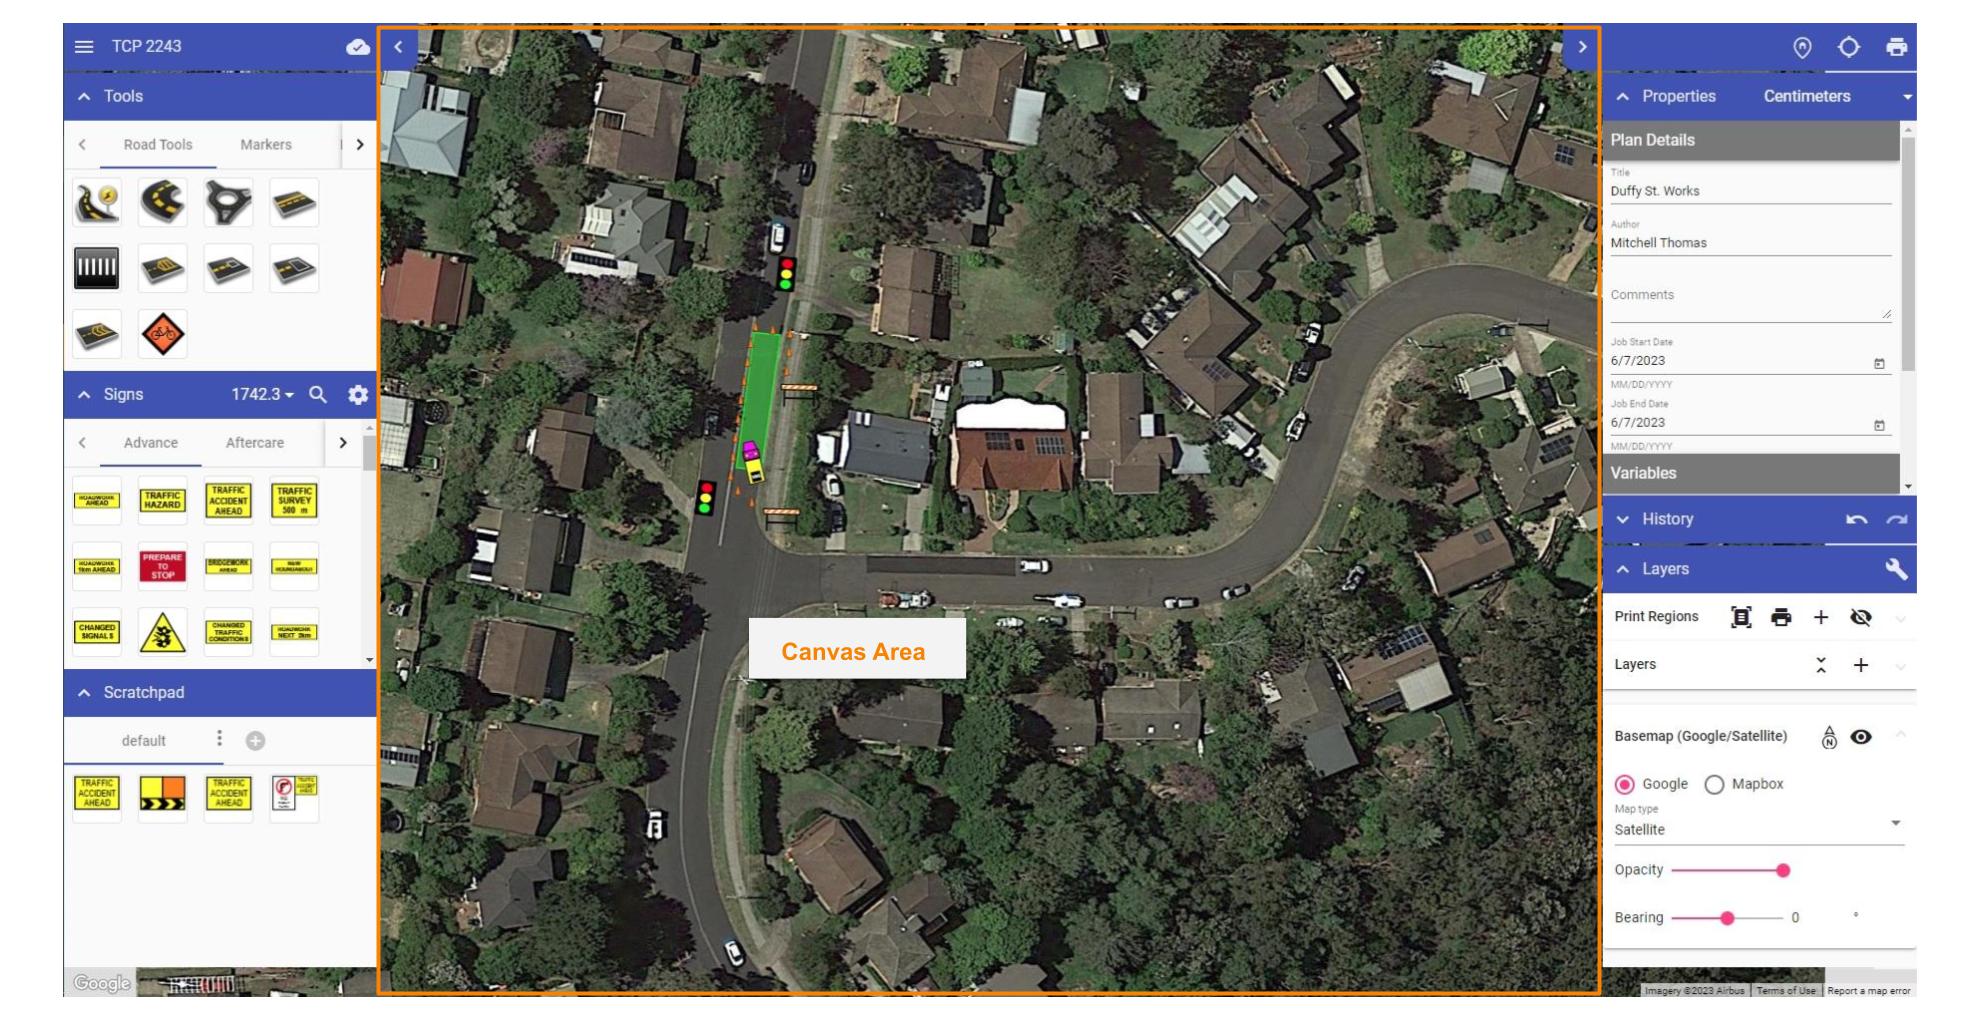 TCP 2243
Tools
Road Tools
Markers
Signs
1742.3
Advance
Aftercare
ROADWORK
AHEAD
TRAFFIC
HAZARD
TRAFFIC
ACCIDENT
AHEAD
TRAFFIC
SURVEY
500 m
ROADWORK
1km AHEAD
PREPARE
TO
STOP
BRIDGEWORK
AHEAD
NEW
ROUNDABOUT
CHANGED
SIGNALS
CHANGED
TRAFFIC
CONDITIONS
ROADWORK
NEXT 2km
Scratchpad
default
TRAFFIC
ACCIDENT
AHEAD
TRAFFIC
ACCIDENT
AHEAD
Google
Canvas Area
Properties
Centimeters
Plan Details
Title
Duffy St. Works
Author
Mitchell Thomas
Comments
Job Start Date
6/7/2023
MM/DD/YYYY
Job End Date
6/7/2023
MM/DD/YYYY
Variables
History
Layers
Print Regions
Layers
Basemap (Google/Satellite)
N
Google
Mapbox
Map type
Satellite
Opacity
Bearing
0 °
Imagery ©2023 Airbus
Terms of Use
Report a map error